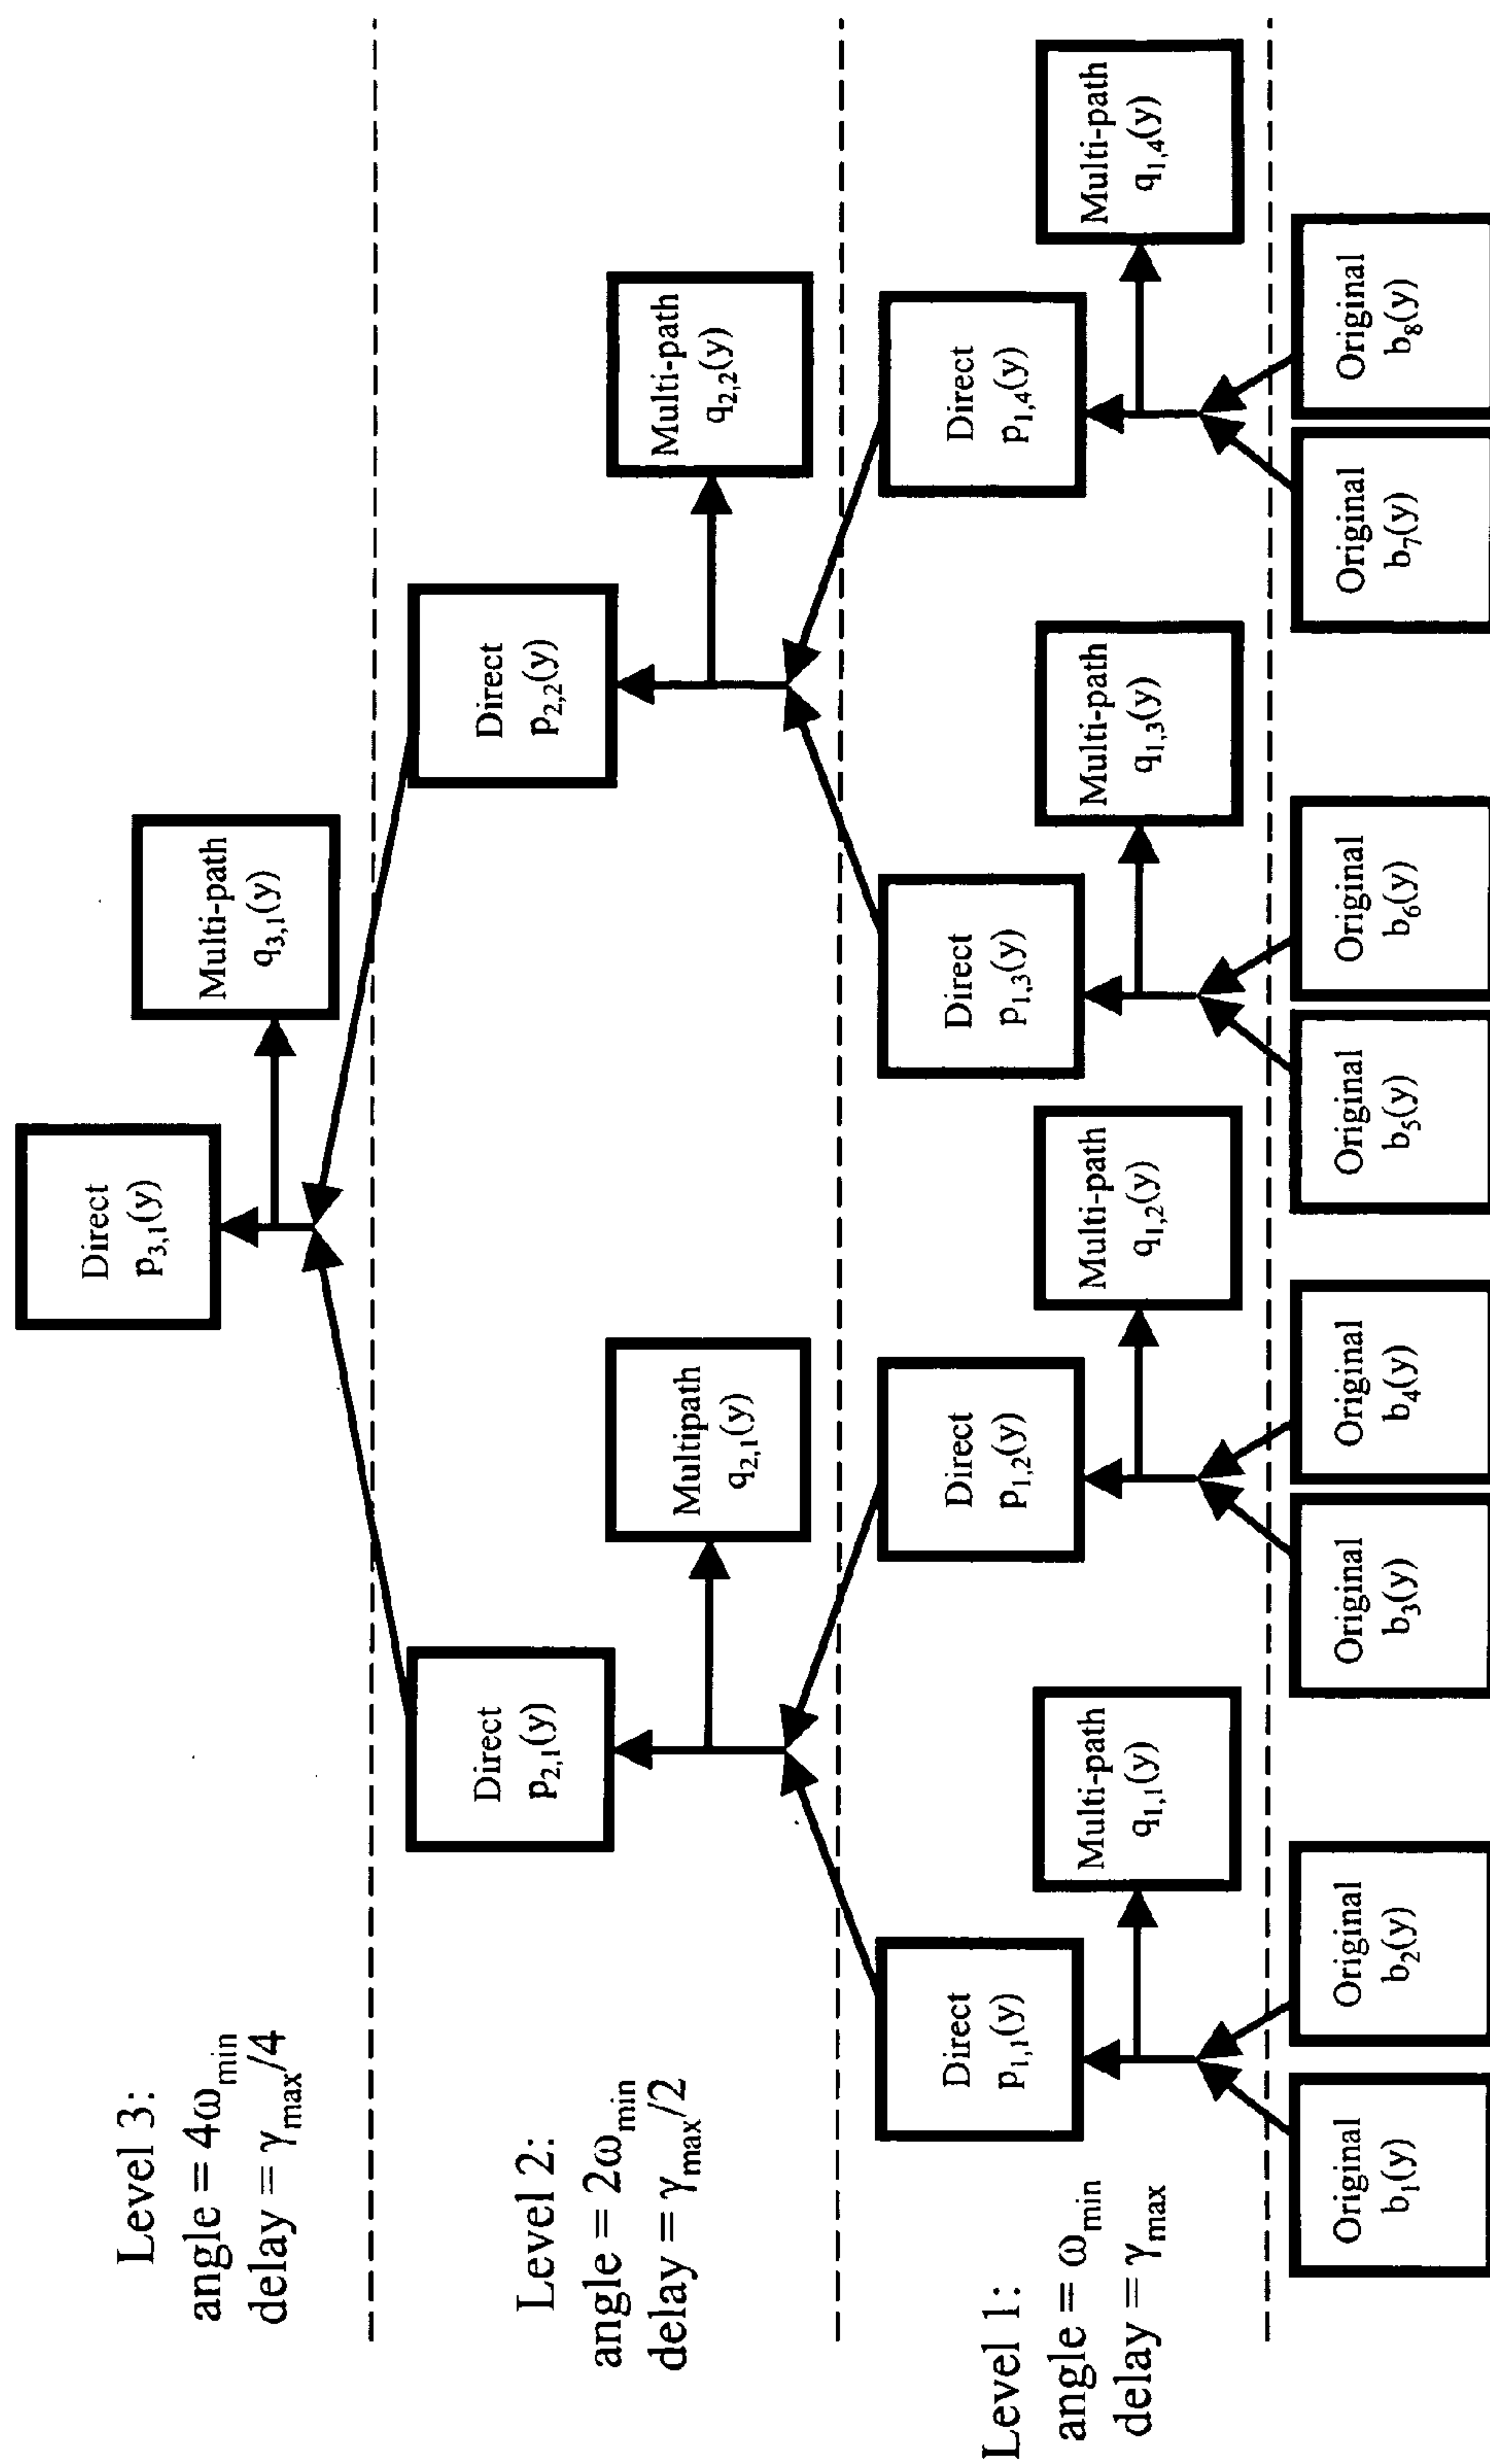 Level 3:
angle = 4ω_min
delay = γ_max/4
Direct
p_3,1(y)
Multi-path
q_3,1(y)
Level 2:
angle = 2ω_min
delay = γ_max/2
Direct
p_2,1(y)
Multipath
q_2,1(y)
Direct
p_2,2(y)
Multi-path
q_2,2(y)
Level 1:
angle = ω_min
delay = γ_max
Direct
p_1,1(y)
Multi-path
q_1,1(y)
Direct
p_1,2(y)
Multi-path
q_1,2(y)
Direct
p_1,3(y)
Multi-path
q_1,3(y)
Direct
p_1,4(y)
Multi-path
q_1,4(y)
Original
b_1(y)
Original
b_2(y)
Original
b_3(y)
Original
b_4(y)
Original
b_5(y)
Original
b_6(y)
Original
b_7(y)
Original
b_8(y)